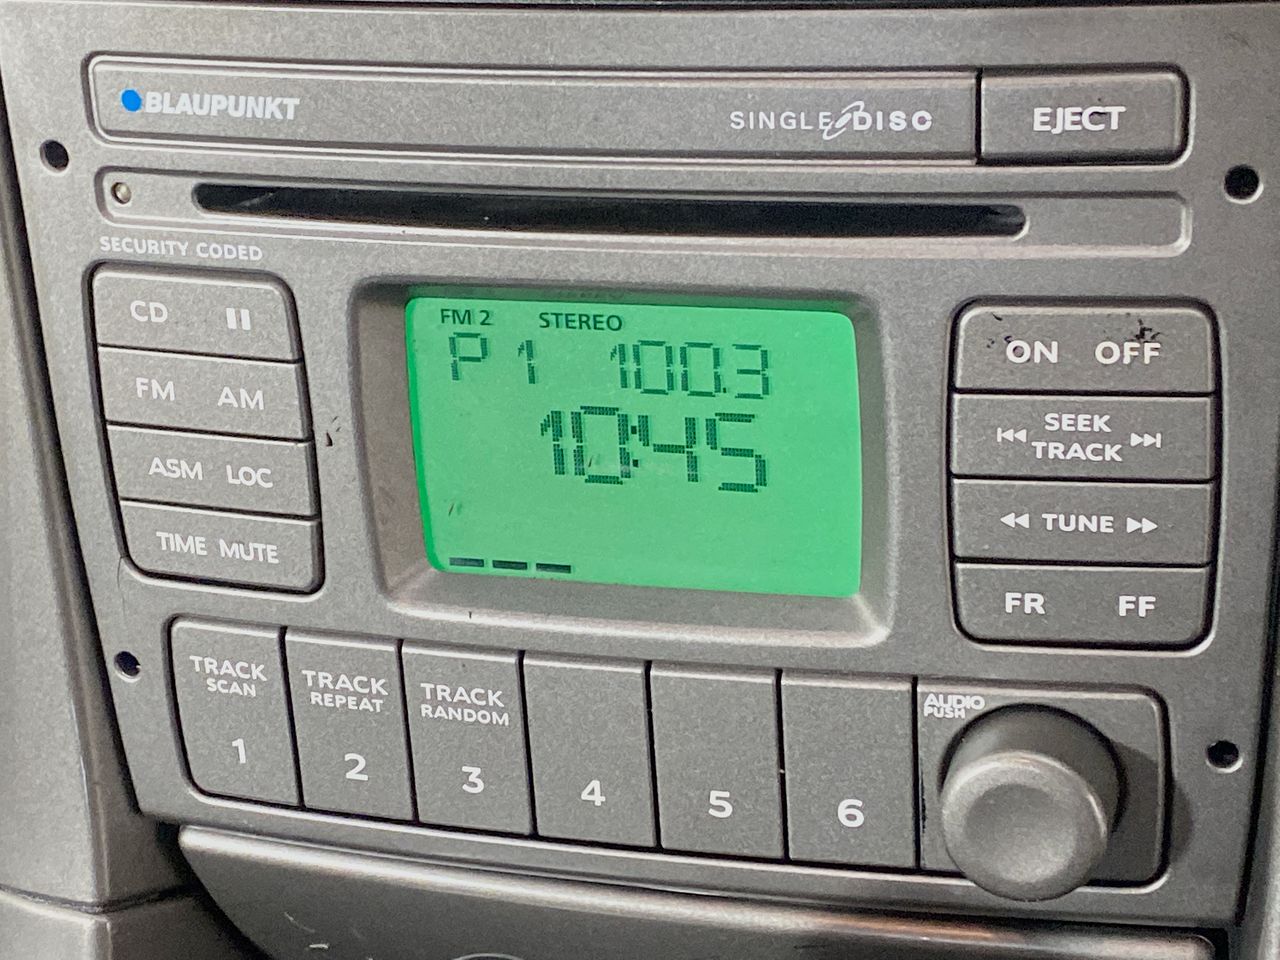 BLAUPUNKT
SINGLE DISC
EJECT
SECURITY CODED
CD
FM AM
ASM LOC
TIME MUTE
FM 2 STEREO
P 1 100.3
10:45
ON OFF
SEEK
TRACK
TUNE
FR FF
TRACK
SCAN
1
TRACK
REPEAT
2
TRACK
RANDOM
3
4
5
6
AUDIO
PUSH